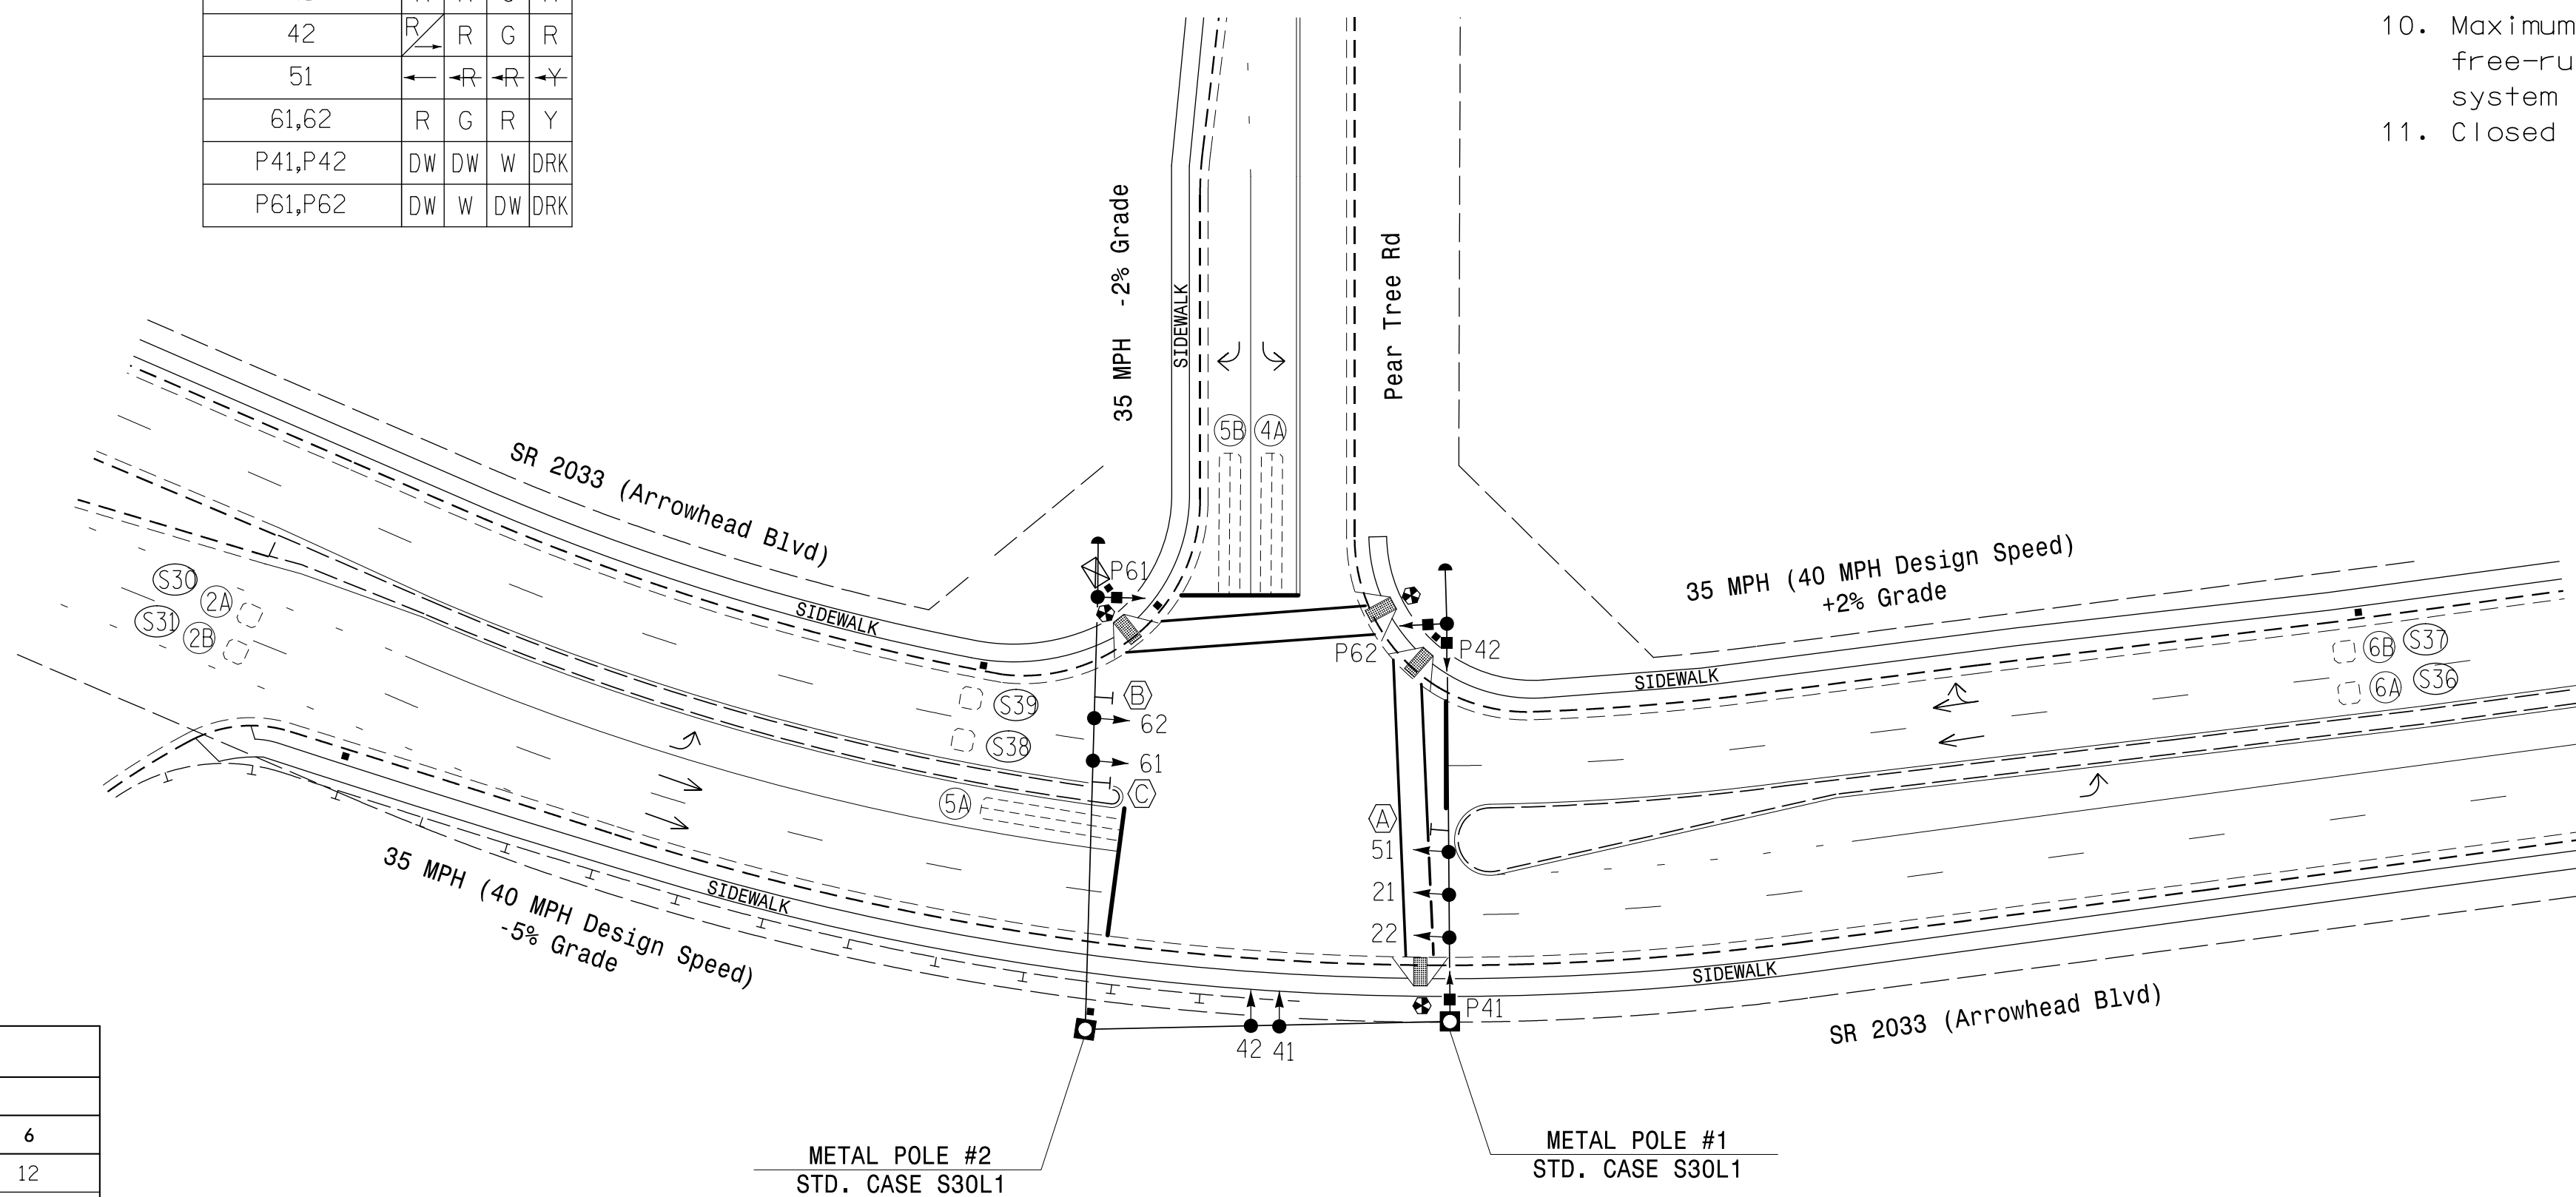 42 R R G R
51 R R Y
61,62 R G R Y
P41,P42 DW DW W DRK
P61,P62 DW W DW DRK
10. Maximum
free-ru
system
11. Closed
35 MPH -2% Grade
SIDEWALK
Pear Tree Rd
5B 4A
SR 2033 (Arrowhead Blvd)
SIDEWALK
P61
P62
P42
35 MPH (40 MPH Design Speed)
+2% Grade
SIDEWALK
S30
2A
S31
2B
S39
S38
B
62
61
C
5A
A
51
21
22
6B S37
6A S36
35 MPH (40 MPH Design Speed)
-5% Grade
SIDEWALK
SIDEWALK
P41
42 41
SR 2033 (Arrowhead Blvd)
METAL POLE #2
STD. CASE S30L1
METAL POLE #1
STD. CASE S30L1
6
12